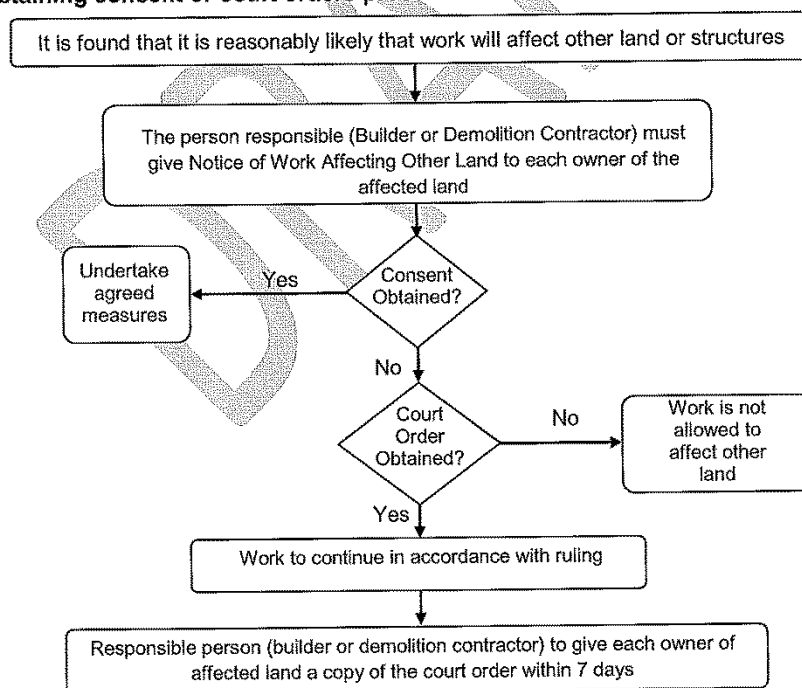 It is found that it is reasonably likely that work will affect other land or structures
The person responsible (Builder or Demolition Contractor) must
give Notice of Work Affecting Other Land to each owner of the
affected land
Consent
Obtained?
Yes
Undertake
agreed
measures
No
Court
Order
Obtained?
No
Work is not
allowed to
affect other
land
Yes
Work to continue in accordance with ruling
Responsible person (builder or demolition contractor) to give each owner of
affected land a copy of the court order within 7 days